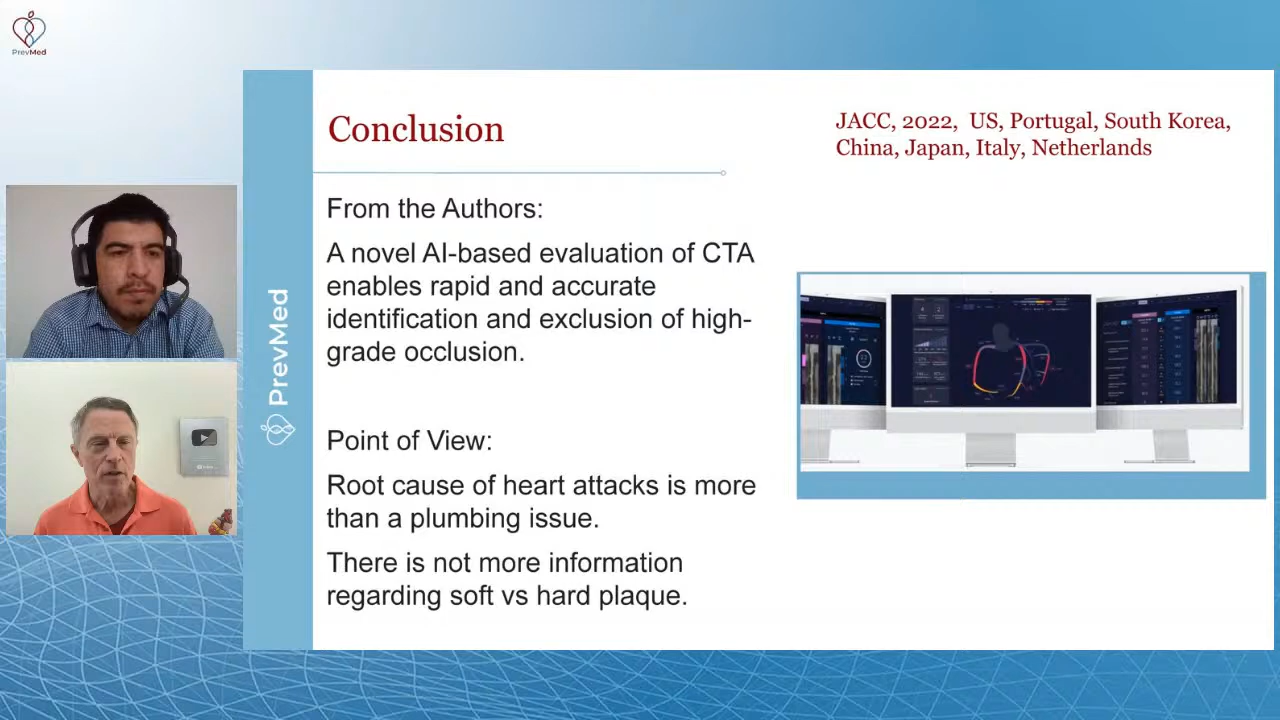 PrevMed
Conclusion
JACC, 2022, US, Portugal, South Korea,
China, Japan, Italy, Netherlands
From the Authors:
A novel AI-based evaluation of CTA
enables rapid and accurate
identification and exclusion of high-
grade occlusion.
Point of View:
Root cause of heart attacks is more
than a plumbing issue.
There is not more information
regarding soft vs hard plaque.
PrevMed